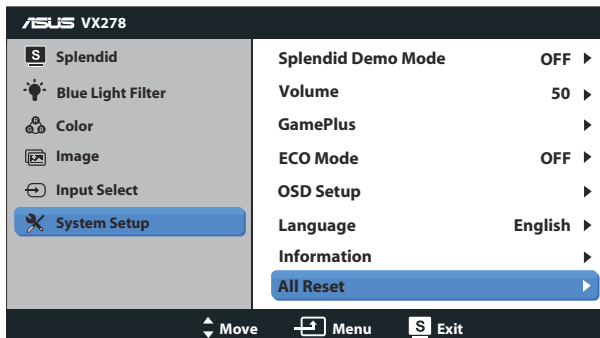 ASUS VX278
S Splendid
Blue Light Filter
R G B Color
Image
Input Select
System Setup
Splendid Demo Mode OFF
Volume 50
GamePlus
ECO Mode OFF
OSD Setup
Language English
Information
All Reset
Move Menu S Exit